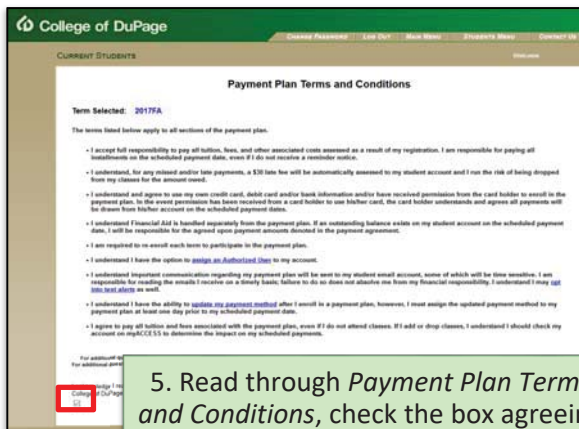 College of DuPage
CHANGE PASSWORD LOG OUT MAIN MENU STUDENTS MENU CONTACT US
CURRENT STUDENTS
Welcome
Payment Plan Terms and Conditions
Term Selected: 2017FA
The terms listed below apply to all sections of the payment plan.
• I accept full responsibility to pay all tuition, fees, and other associated costs assessed as a result of my registration. I am responsible for paying all
installments on the scheduled payment date, even if I do not receive a reminder notice.
• I understand, for any missed and/or late payments, a $30 late fee will be automatically assessed to my student account and I run the risk of being dropped
from my classes for the amount owed.
• I understand and agree to use my own credit card, debit card and/or bank information and/or have received permission from the card holder to enroll in the
payment plan. In the event permission has been received from a card holder to use his/her card, the card holder understands and agrees all payments will
be drawn from his/her account on the scheduled payment dates.
• I understand Financial Aid is handled separately from the payment plan. If an outstanding balance exists on my student account on the scheduled payment
date, I will be responsible for the agreed upon payment amounts denoted in the payment agreement.
• I am required to re-enroll each term to participate in the payment plan.
• I understand I have the option to assign an Authorized User to my account.
• I understand important communication regarding my payment plan will be sent to my student email account, some of which will be time sensitive. I am
responsible for reading the emails I receive on a timely basis; failure to do so does not absolve me from my financial responsibility. I understand I may opt
into text alerts as well.
• I understand I have the ability to update my payment method after I enroll in a payment plan, however, I must assign the updated payment method to my
payment plan at least one day prior to my scheduled payment date.
• I agree to pay all tuition and fees associated with the payment plan, even if I do not attend classes. If I add or drop classes, I understand I should check my
account on myACCESS to determine the impact on my scheduled payments.
For additional
For additional
College of DuPage
5. Read through Payment Plan Term
and Conditions, check the box agreein